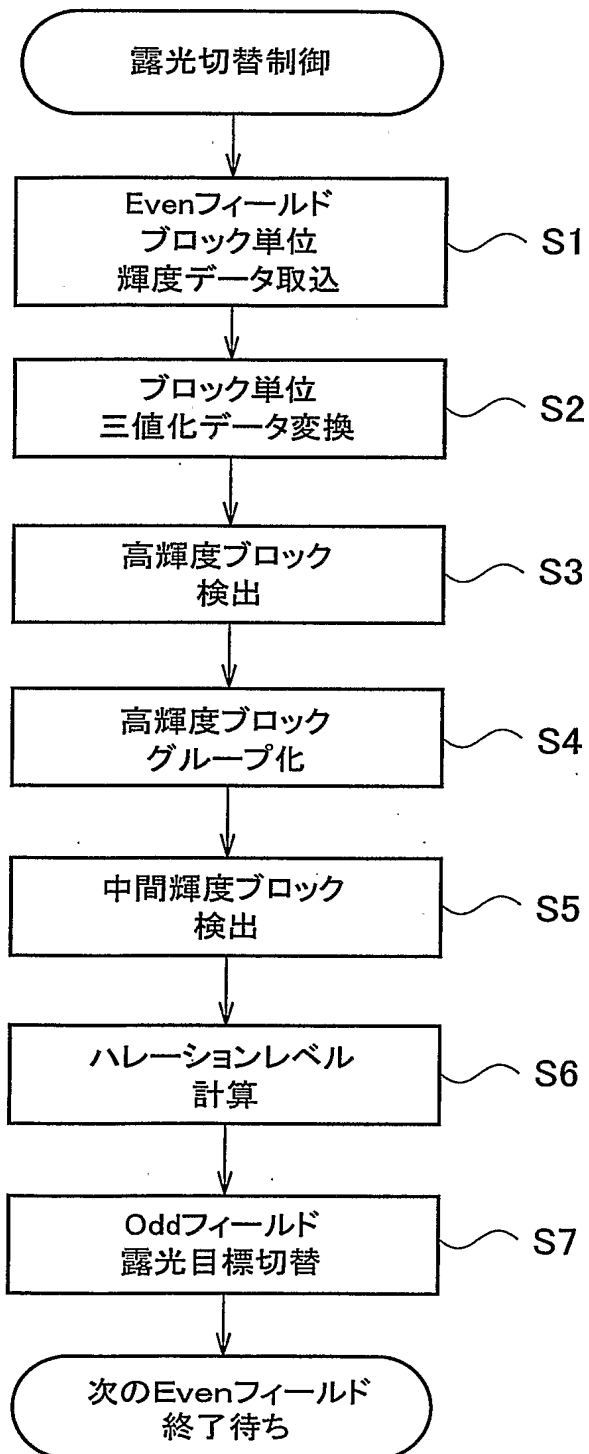 露光切替制御
Evenフィールド
ブロック単位
輝度データ取込
S1
ブロック単位
三値化データ変換
S2
高輝度ブロック
検出
S3
高輝度ブロック
グループ化
S4
中間輝度ブロック
検出
S5
ハレーションレベル
計算
S6
Oddフィールド
露光目標切替
S7
次のEvenフィールド
終了待ち